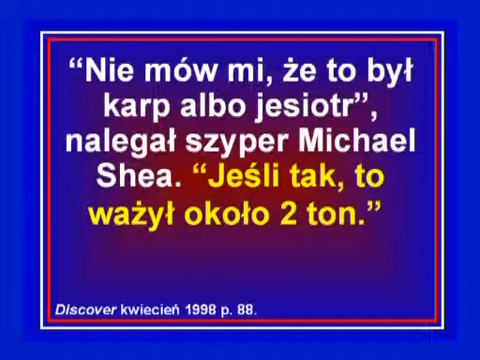 “Nie mów mi, że to był
karp albo jesiotr”,
nalegał szyper Michael
Shea. “Jeśli tak, to
ważył około 2 ton.”
Discover kwiecień 1998 p. 88.